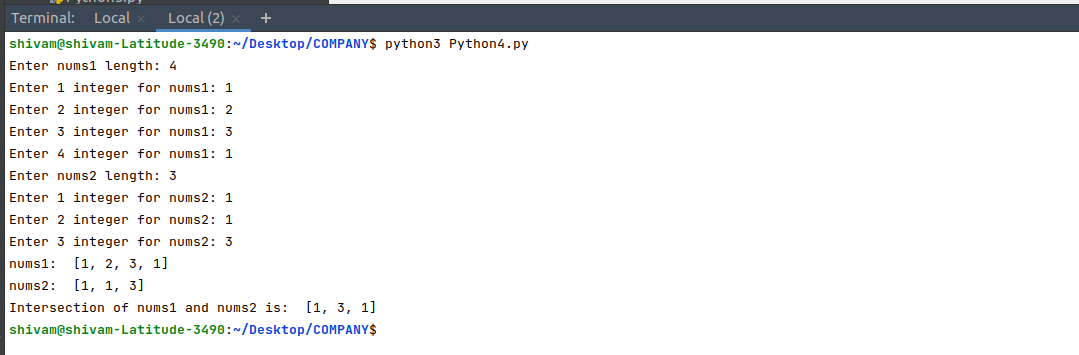 Terminal: Local × Local (2) × +
shivam@shivam-Latitude-3490:~/Desktop/COMPANY$ python3 Python4.py
Enter nums1 length: 4
Enter 1 integer for nums1: 1
Enter 2 integer for nums1: 2
Enter 3 integer for nums1: 3
Enter 4 integer for nums1: 1
Enter nums2 length: 3
Enter 1 integer for nums2: 1
Enter 2 integer for nums2: 1
Enter 3 integer for nums2: 3
nums1:  [1, 2, 3, 1]
nums2:  [1, 1, 3]
Intersection of nums1 and nums2 is:  [1, 3, 1]
shivam@shivam-Latitude-3490:~/Desktop/COMPANY$